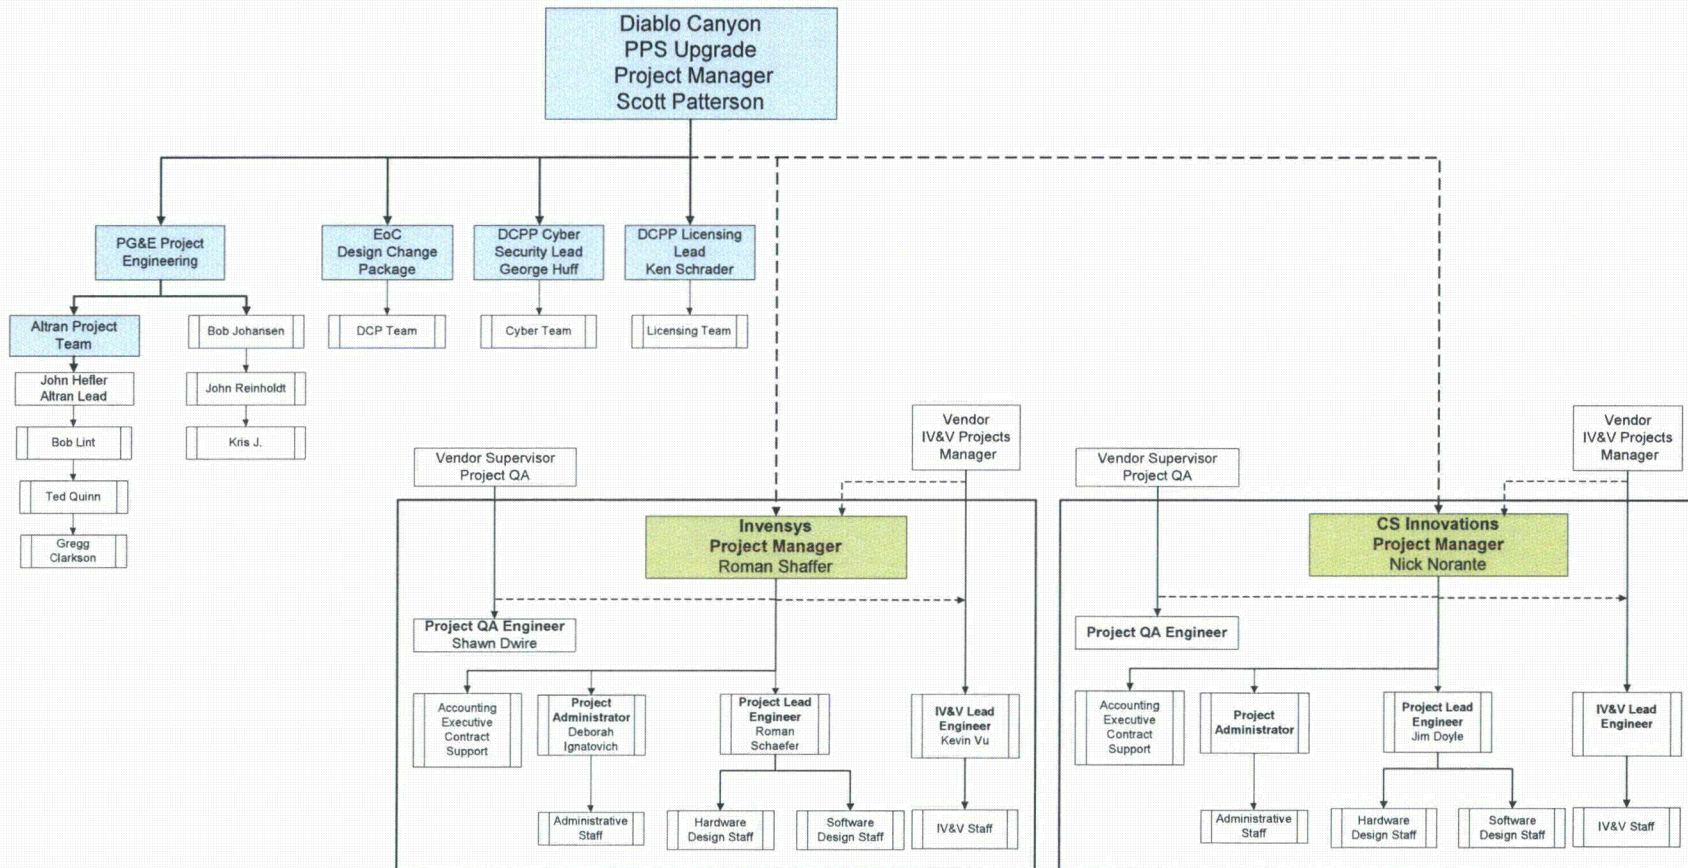 Diablo Canyon
PPS Upgrade
Project Manager
Scott Patterson
PG&E Project
Engineering
EoC
Design Change
Package
DCPP Cyber
Security Lead
George Huff
DCPP Licensing
Lead
Ken Schrader
Altran Project
Team
Bob Johansen
DCP Team
Cyber Team
Licensing Team
John Hefler
Altran Lead
John Reinholdt
Bob Lint
Kris J.
Ted Quinn
Gregg
Clarkson
Vendor Supervisor
Project QA
Vendor
IV&V Projects
Manager
Invensys
Project Manager
Roman Shaffer
Project QA Engineer
Shawn Dwire
Accounting
Executive
Contract
Support
Project
Administrator
Deborah
Ignatovich
Project Lead
Engineer
Roman
Schaefer
IV&V Lead
Engineer
Kevin Vu
Administrative
Staff
Hardware
Design Staff
Software
Design Staff
IV&V Staff
Vendor Supervisor
Project QA
Vendor
IV&V Projects
Manager
CS Innovations
Project Manager
Nick Norante
Project QA Engineer
Accounting
Executive
Contract
Support
Project
Administrator
Project Lead
Engineer
Jim Doyle
IV&V Lead
Engineer
Administrative
Staff
Hardware
Design Staff
Software
Design Staff
IV&V Staff